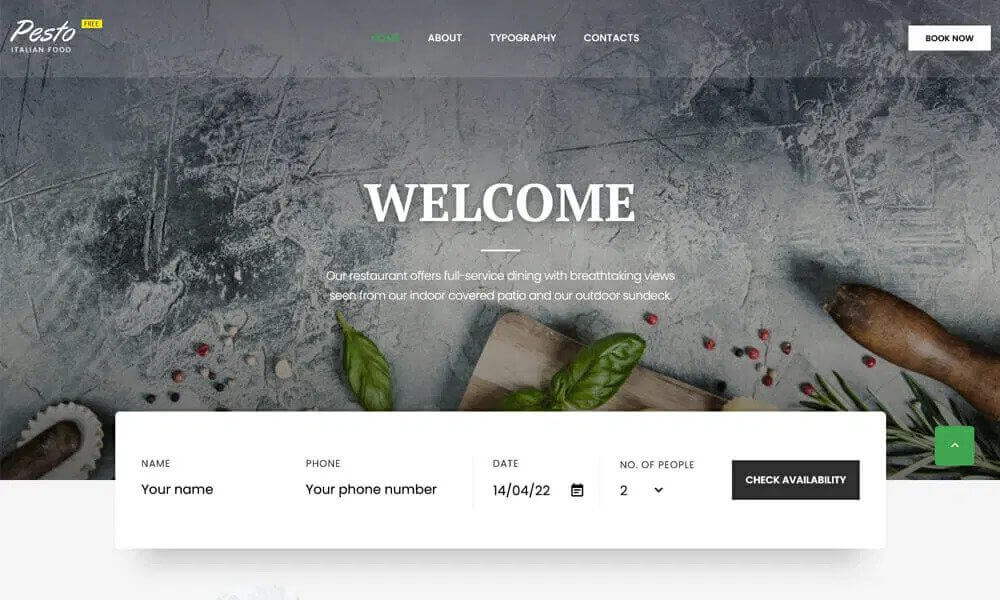 Pesto FREE
ITALIAN FOOD
HOME ABOUT TYPOGRAPHY CONTACTS
BOOK NOW
WELCOME
Our restaurant offers full-service dining with breathtaking views
seen from our indoor covered patio and our outdoor sundeck.
NAME PHONE DATE NO. OF PEOPLE
Your name Your phone number 14/04/22 2
CHECK AVAILABILITY